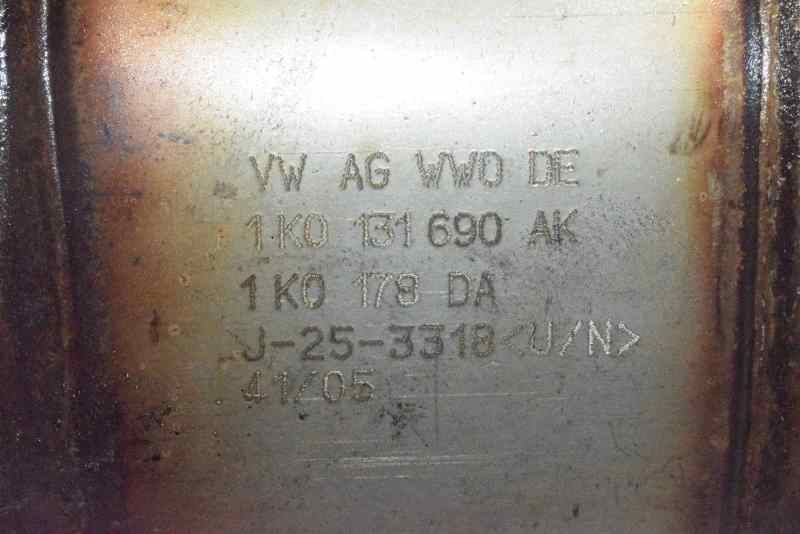 VW AG WWO DE
1K0 131 690 AK
1K0 178 DA
J-25-3318<U/N>
41/05